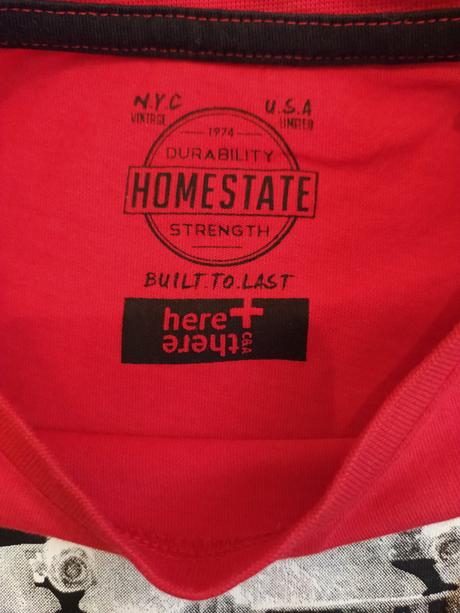 N.Y.C U.S.A
VINTAGE LIMITED
1974
DURABILITY
HOMESTATE
STRENGTH
BUILT.TO.LAST
here+
there
C&A